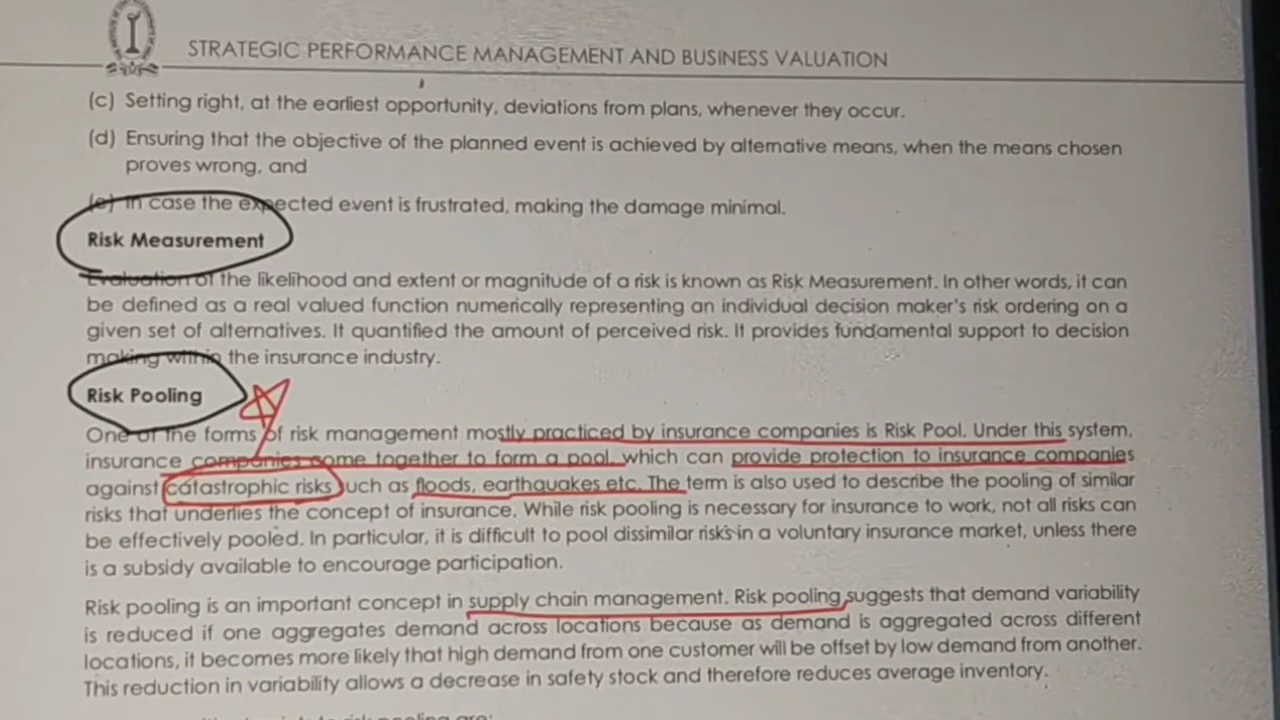 STRATEGIC PERFORMANCE MANAGEMENT AND BUSINESS VALUATION
(c) Setting right, at the earliest opportunity, deviations from plans, whenever they occur.
(d) Ensuring that the objective of the planned event is achieved by alternative means, when the means chosen
proves wrong, and
(e) In case the expected event is frustrated, making the damage minimal.
Risk Measurement
Evaluation of the likelihood and extent or magnitude of a risk is known as Risk Measurement. In other words, it can
be defined as a real valued function numerically representing an individual decision maker's risk ordering on a
given set of alternatives. It quantified the amount of perceived risk. It provides fundamental support to decision
making within the insurance industry.
Risk Pooling
One of the forms of risk management mostly practiced by insurance companies is Risk Pool. Under this system,
insurance companies come together to form a pool, which can provide protection to insurance companies
against catastrophic risks such as floods, earthquakes etc. The term is also used to describe the pooling of similar
risks that underlies the concept of insurance. While risk pooling is necessary for insurance to work, not all risks can
be effectively pooled. In particular, it is difficult to pool dissimilar risks in a voluntary insurance market, unless there
is a subsidy available to encourage participation.
Risk pooling is an important concept in supply chain management. Risk pooling suggests that demand variability
is reduced if one aggregates demand across locations because as demand is aggregated across different
locations, it becomes more likely that high demand from one customer will be offset by low demand from another.
This reduction in variability allows a decrease in safety stock and therefore reduces average inventory.
to risk pooling are: